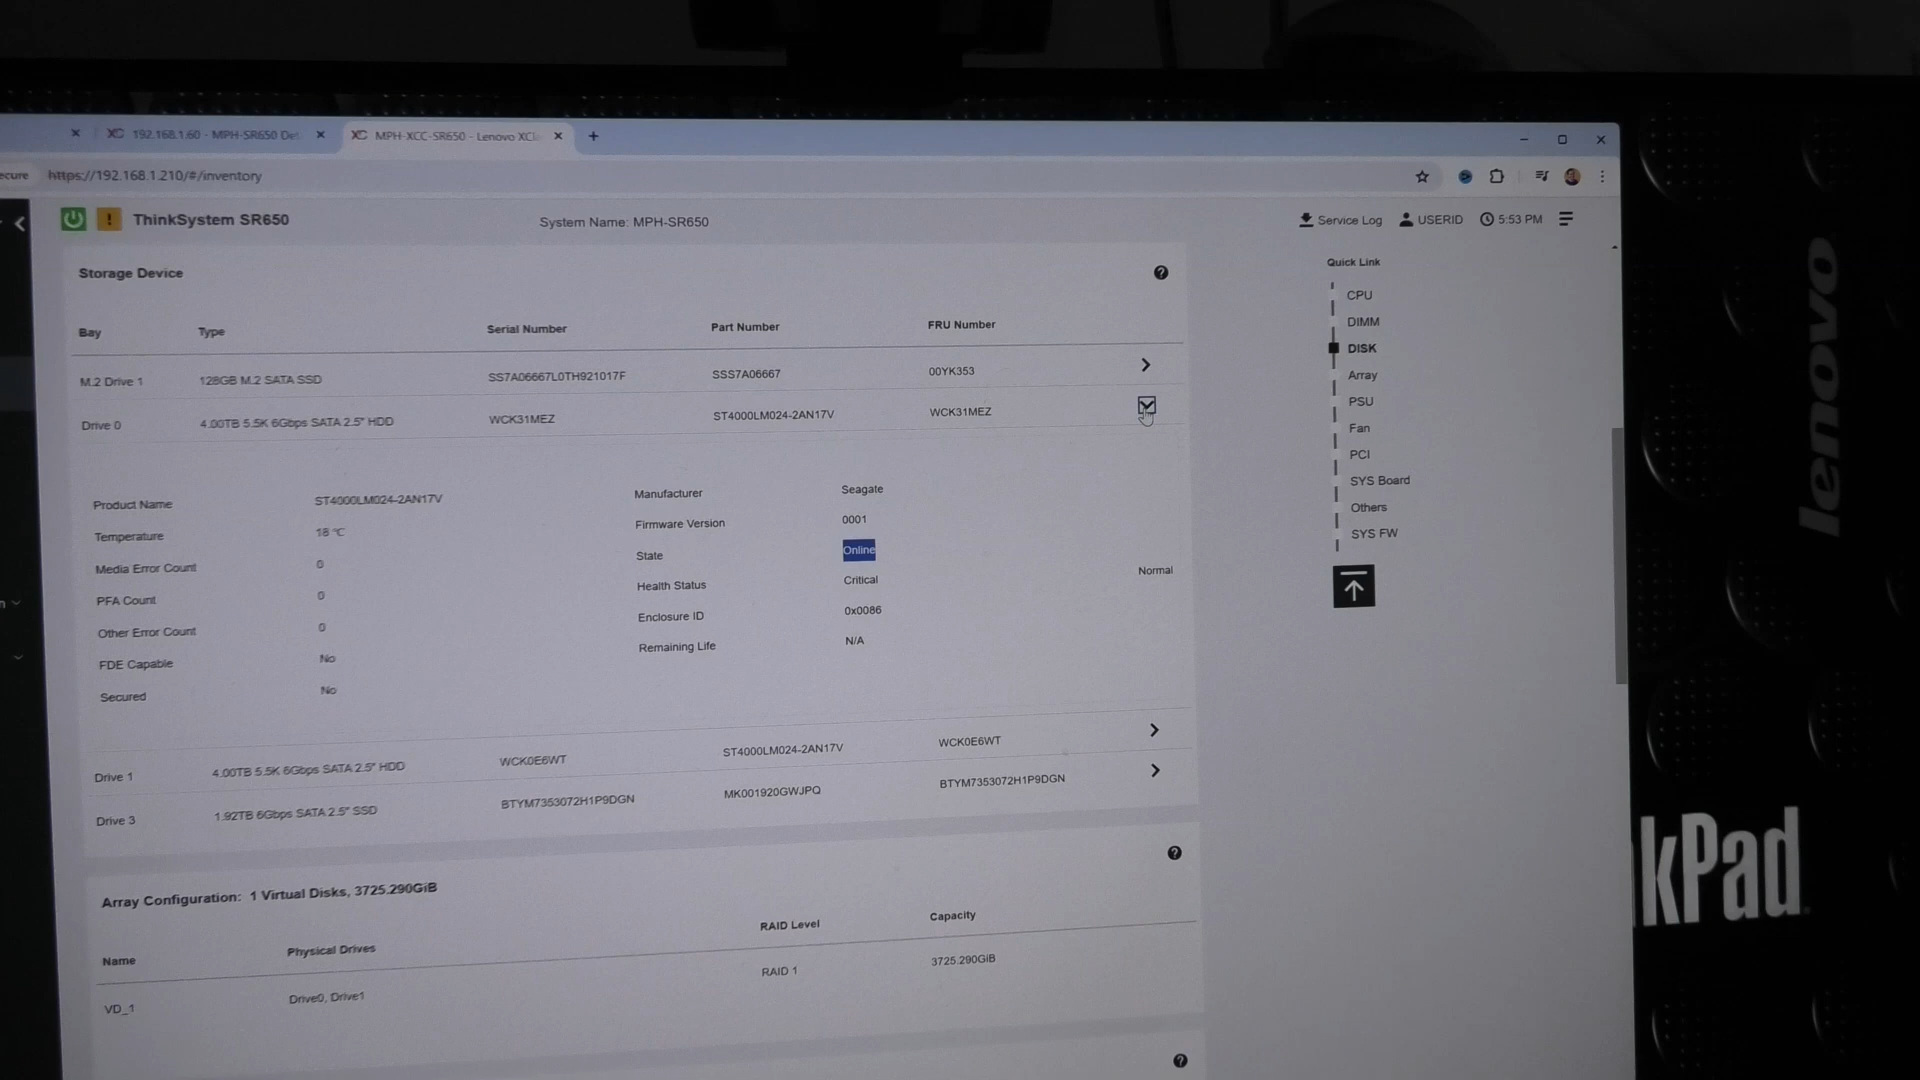 192.168.1.60 - MPH-SR650 De
MPH-XCC-SR650 - Lenovo XCl
ecure https://192.168.1.210/#/inventory
ThinkSystem SR650 System Name: MPH-SR650 Service Log USERID 5:53 PM
Storage Device
Bay Type Serial Number Part Number FRU Number
M.2 Drive 1 128GB M.2 SATA SSD SS7A06667L0TH921017F SSS7A06667 00YK353
Drive 0 4.00TB 5.5K 6Gbps SATA 2.5" HDD WCK31MEZ ST4000LM024-2AN17V WCK31MEZ
Product Name ST4000LM024-2AN17V Manufacturer Seagate
Temperature 18 °C Firmware Version 0001
Media Error Count 0 State Online
PFA Count 0 Health Status Critical Normal
Other Error Count 0 Enclosure ID 0x0086
FDE Capable No Remaining Life N/A
Secured No
Drive 1 4.00TB 5.5K 6Gbps SATA 2.5" HDD WCK0E6WT ST4000LM024-2AN17V WCK0E6WT
Drive 3 1.92TB 6Gbps SATA 2.5" SSD BTYM7353072H1P9DGN MK001920GWJPQ BTYM7353072H1P9DGN
Array Configuration: 1 Virtual Disks, 3725.290GiB
Name Physical Drives RAID Level Capacity
VD_1 Drive0, Drive1 RAID 1 3725.290GiB
Quick Link
CPU
DIMM
DISK
Array
PSU
Fan
PCI
SYS Board
Others
SYS FW
lenovo
kPad